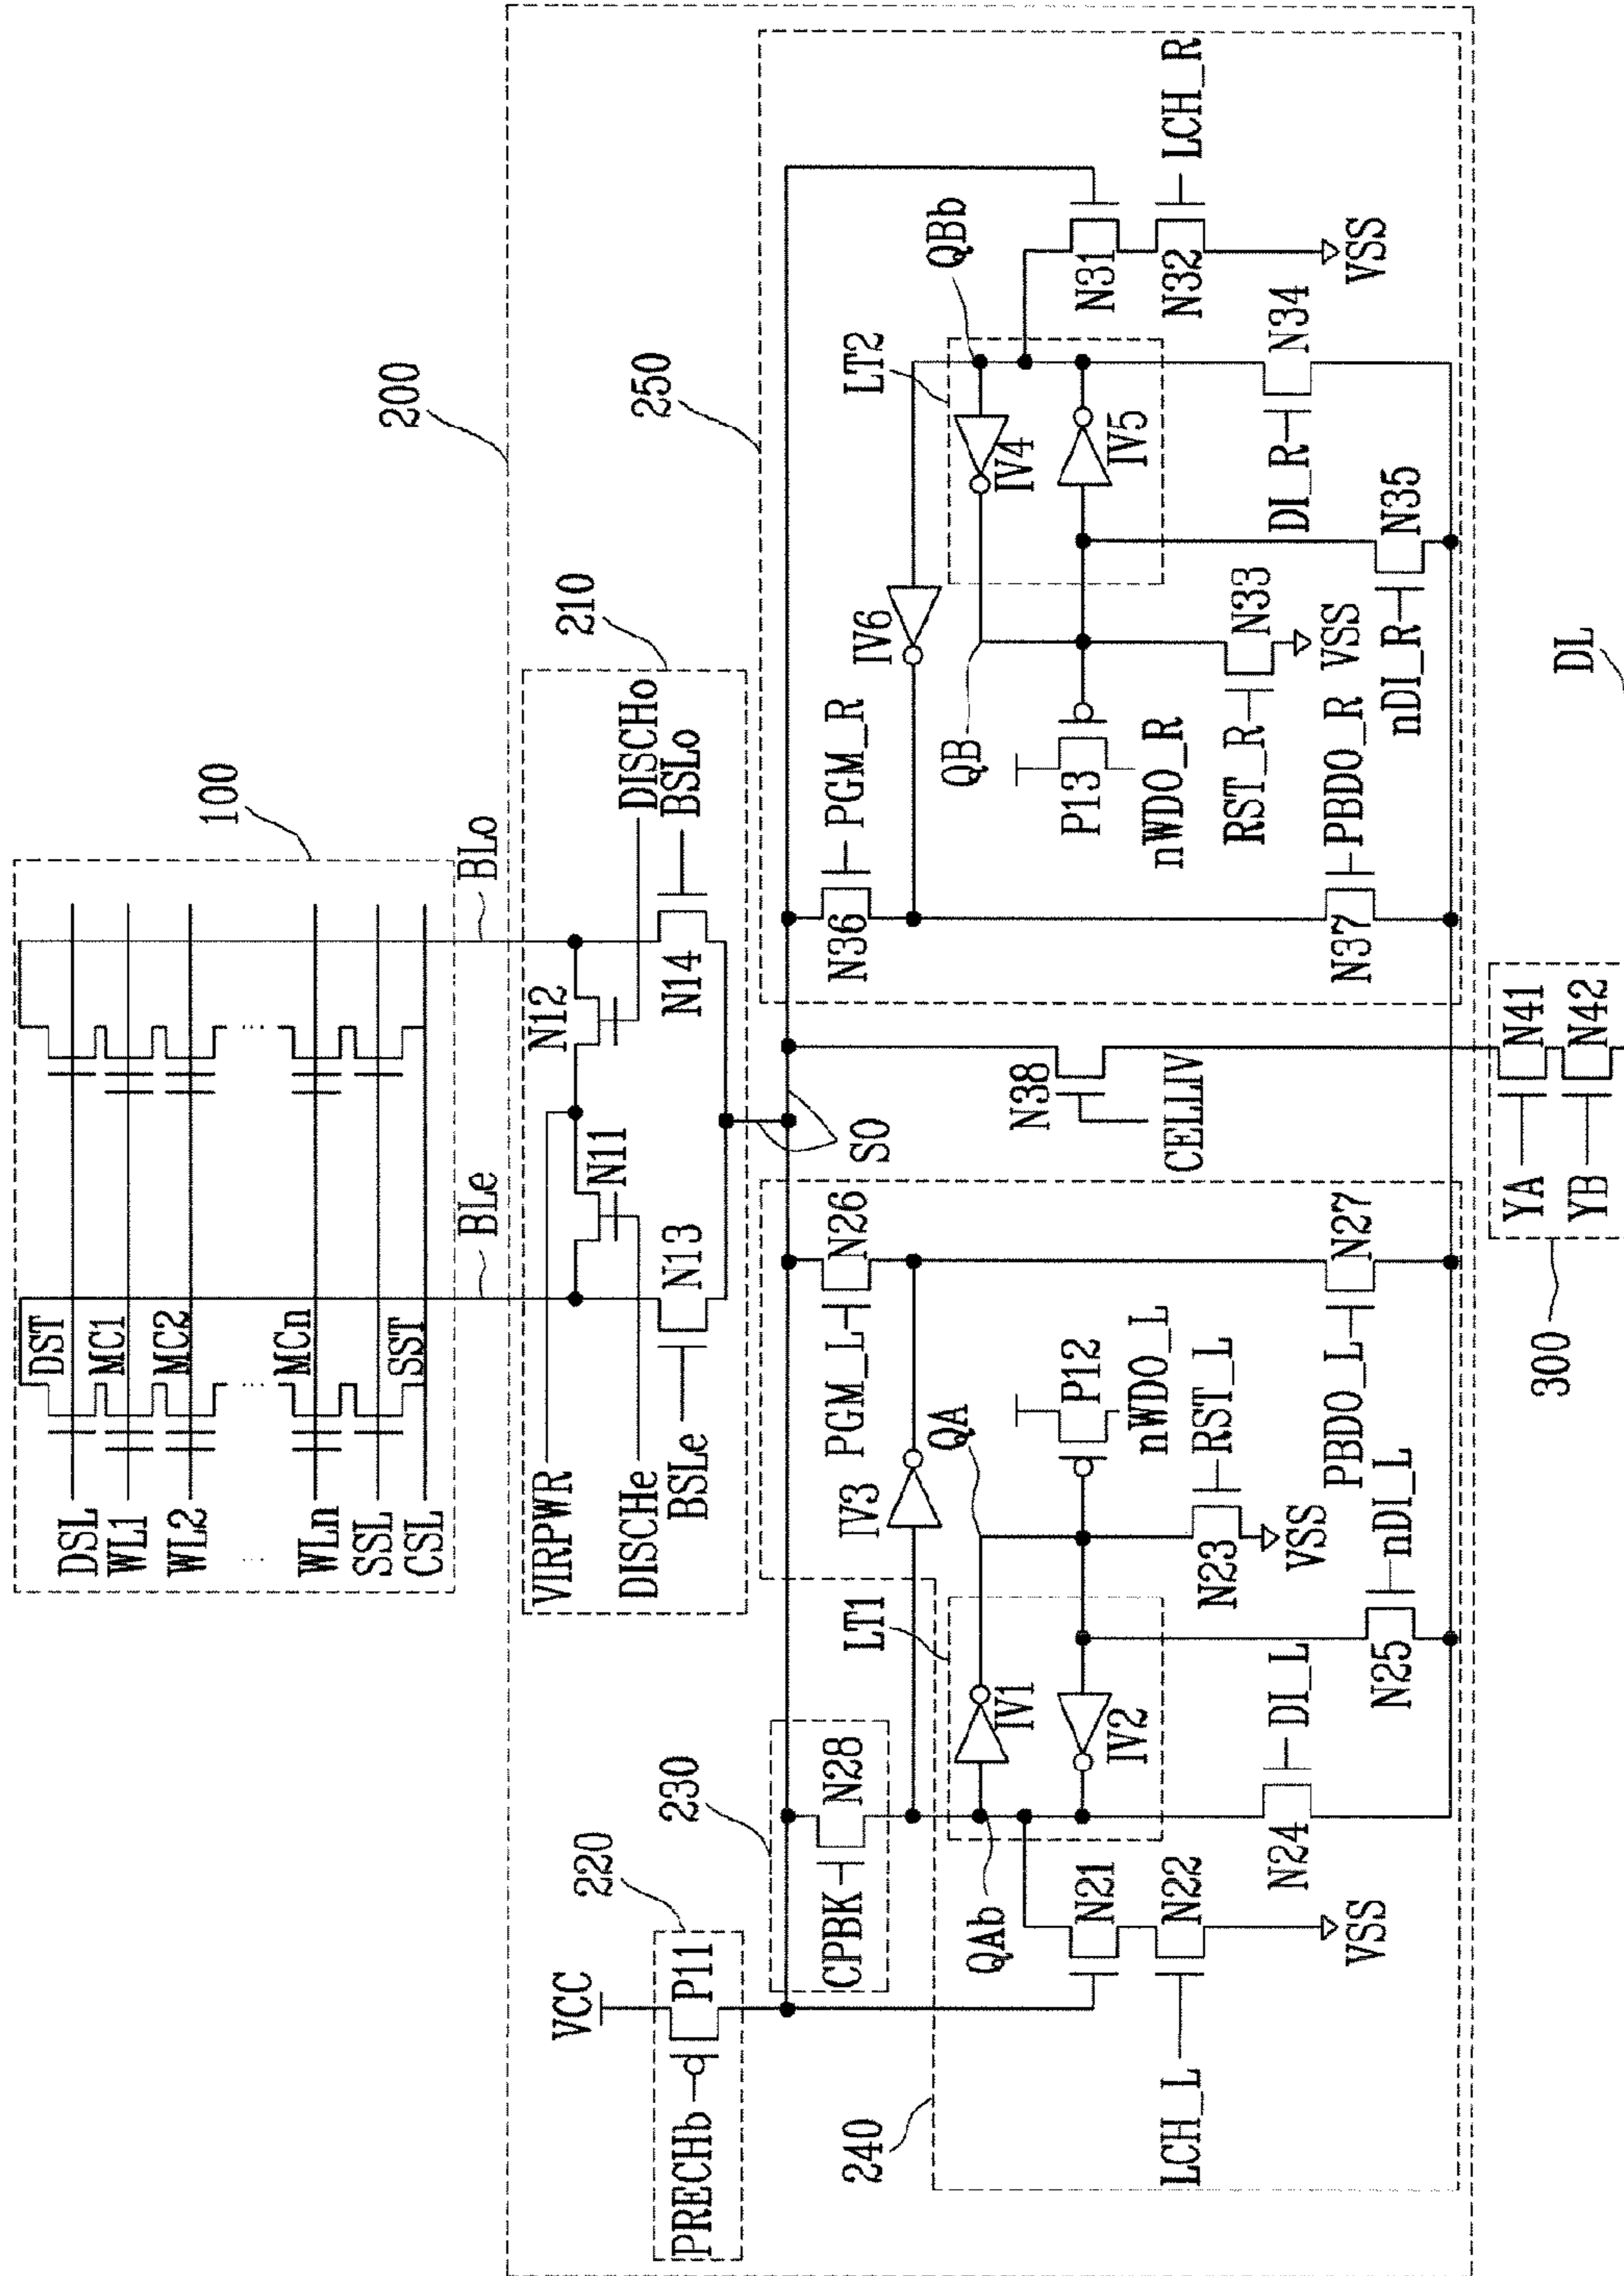 100
DSL
WL1
WL2
...
WLn
SSL
CSL
DST
MC1
MC2
...
MCn
...
SST
BLe
BLo
200
210
VIRPWR
DISCHe
BSLe
N11
N12
N13
N14
DISCHo
BSLo
SO
220
VCC
PRECHb
P11
230
CPBK
N28
240
LT1
IV3
PGM_L
N26
QA
QAb
IV1
IV2
P12
nWDO_L
N21
N22
LCH_L
VSS
N23
RST_L
VSS
N24
DI_L
N25
nDI_L
PBDO_L
N27
N38
CELLIV
250
N36
PGM_R
IV6
LT2
QB
QBb
IV4
IV5
P13
nWDO_R
RST_R
N33
VSS
N31
N32
LCH_R
VSS
DI_R
N34
nDI_R
N35
N37
PBDO_R
300
YA
N41
YB
N42
DL